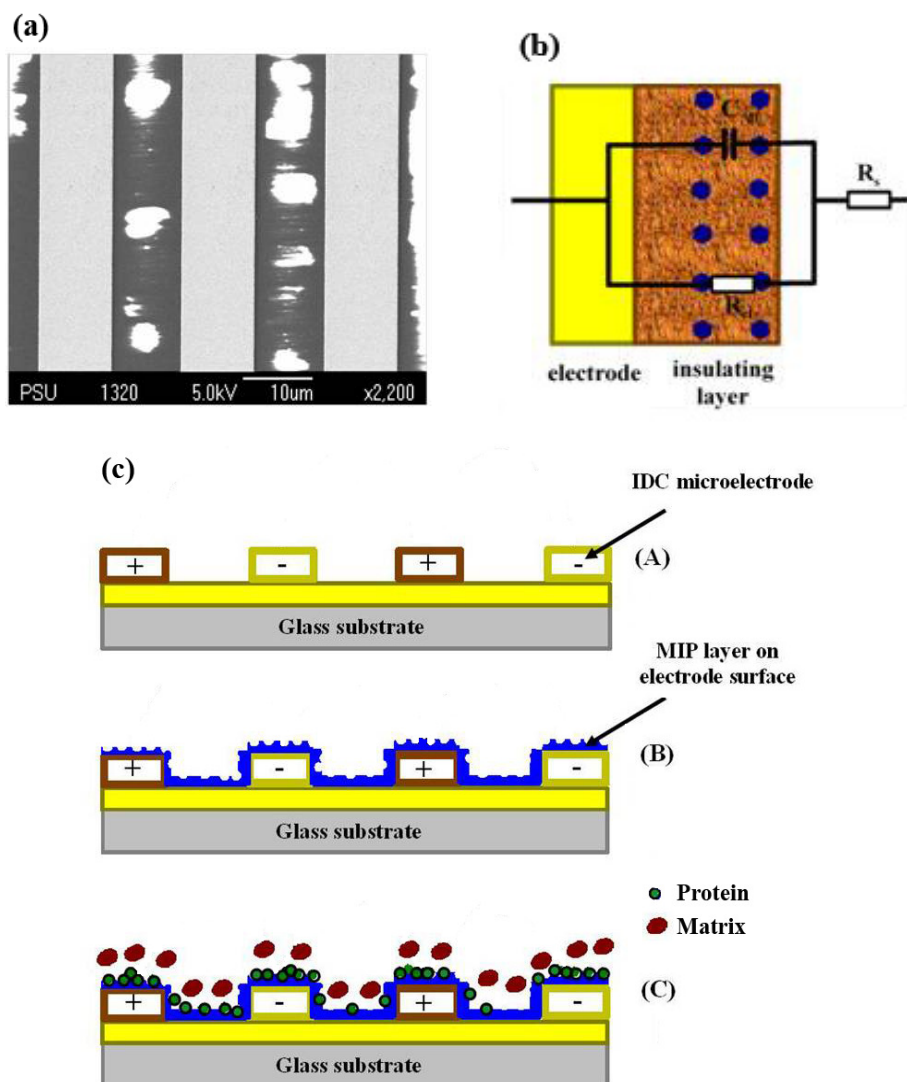 (a)
PSU 1320 5.0kV 10um x2,200
(b)
R_s
electrode
insulating
layer
(c)
IDC microelectrode
+ - + -
(A)
Glass substrate
MIP layer on
electrode surface
+ - + -
(B)
Glass substrate
Protein
Matrix
+ - + -
(C)
Glass substrate